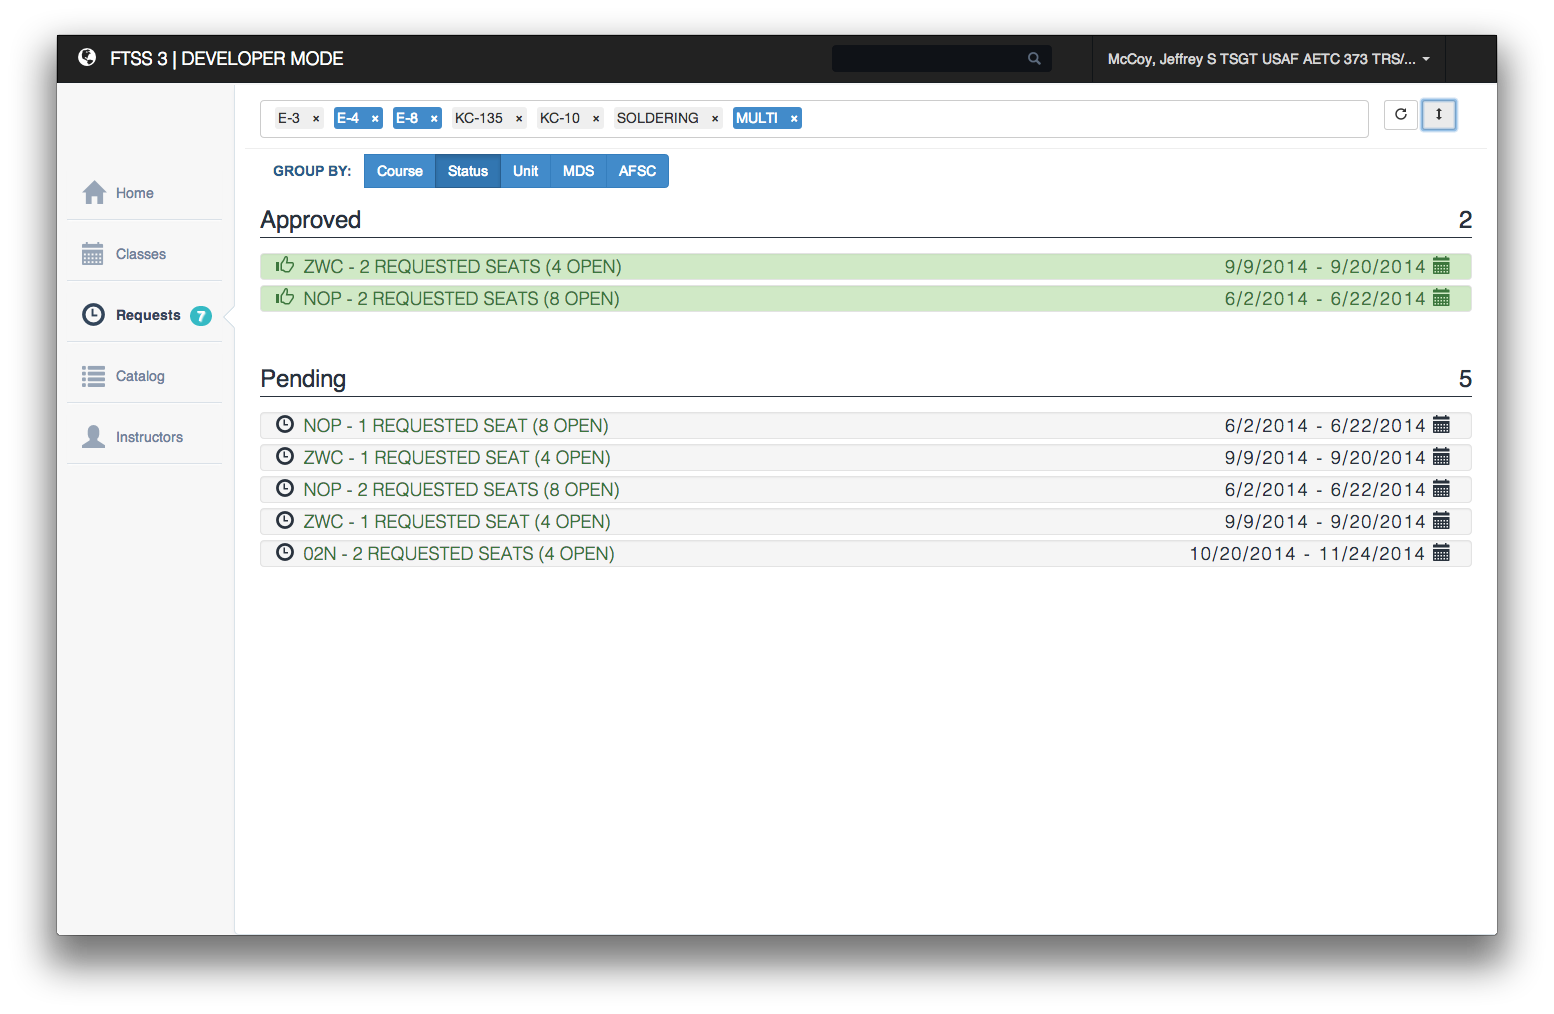 FTSS 3 | DEVELOPER MODE
McCoy, Jeffrey S TSGT USAF AETC 373 TRS/...
E-3 × E-4 × E-8 × KC-135 × KC-10 × SOLDERING × MULTI ×
GROUP BY: Course Status Unit MDS AFSC
Home
Classes
Requests 7
Catalog
Instructors
Approved 2
ZWC - 2 REQUESTED SEATS (4 OPEN) 9/9/2014 - 9/20/2014
NOP - 2 REQUESTED SEATS (8 OPEN) 6/2/2014 - 6/22/2014
Pending 5
NOP - 1 REQUESTED SEAT (8 OPEN) 6/2/2014 - 6/22/2014
ZWC - 1 REQUESTED SEAT (4 OPEN) 9/9/2014 - 9/20/2014
NOP - 2 REQUESTED SEATS (8 OPEN) 6/2/2014 - 6/22/2014
ZWC - 1 REQUESTED SEAT (4 OPEN) 9/9/2014 - 9/20/2014
02N - 2 REQUESTED SEATS (4 OPEN) 10/20/2014 - 11/24/2014